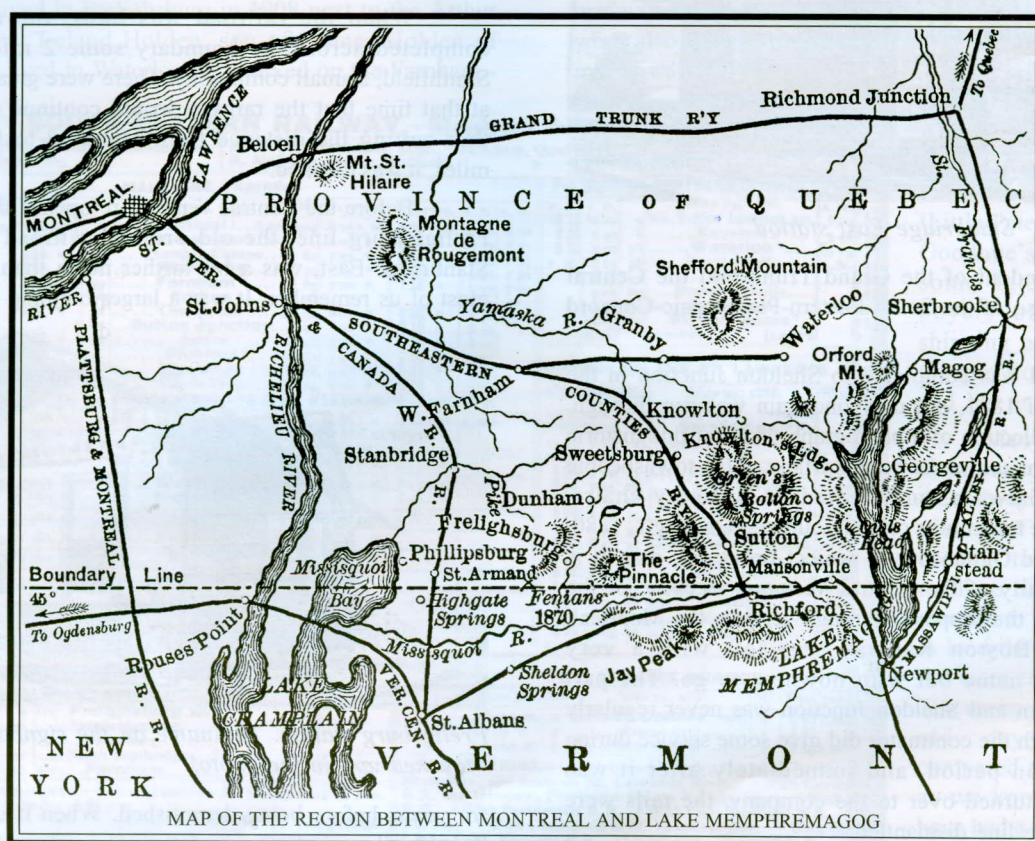 To Quebec
Richmond Junction
GRAND TRUNK R'Y
LAWRENCE
Beloeil
Mt. St.
Hilaire
St.
FRANCIS
R.
MONTREAL
PROVINCE OF QUEBEC
ST.
RIVER
Montagne
de
Rougemont
Shefford Mountain
Sherbrooke
VER.
St. Johns
Yamaska R.
Granby
Waterloo
Orford
Mt.
Magog
& CANADA
SOUTHEASTERN COUNTIES R'Y.
W. Farnham
Knowlton
Knowlton Ldg.
PLATTSBURG & MONTREAL R. R.
RICHELIEU RIVER
Stanbridge
Sweetsburg
Georgeville
Pike R.
Dunham
Green's
Bolton
Springs
Owls
Head
Frelighsburg
Sutton
Phillipsburg
Missisquoi
Bay
St. Armand
The
Pinnacle
Mansonville
Stan
stead
Boundary Line
45°
Highgate
Springs
Fenians
1870
Richford
To Ogdensburg
Rouses Point
Missisquoi R.
Sheldon
Springs
Jay Peak
LAKE
MEMPHREMAGOG
Newport
MASSAWIPPI VALLEY R. R.
LAKE
CHAMPLAIN
VER. CEN. R. R.
St. Albans
NEW
YORK
VERMONT
MAP OF THE REGION BETWEEN MONTREAL AND LAKE MEMPHREMAGOG